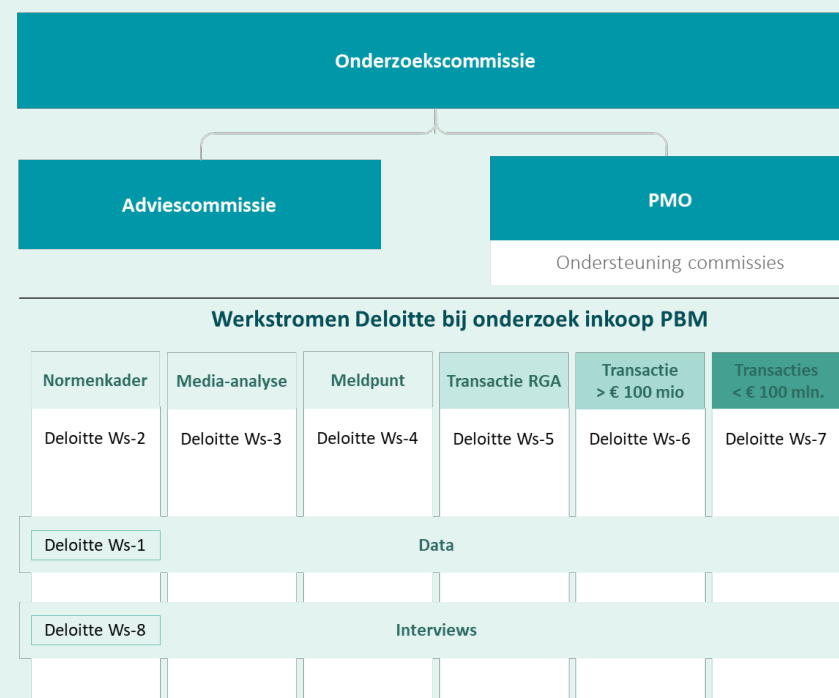 Onderzoekscommissie
Adviescommissie
PMO
Ondersteuning commissies
Werkstromen Deloitte bij onderzoek inkoop PBM
Normenkader
Media-analyse
Meldpunt
Transactie RGA
Transactie
> € 100 mio
Transacties
< € 100 mln.
Deloitte Ws-2
Deloitte Ws-3
Deloitte Ws-4
Deloitte Ws-5
Deloitte Ws-6
Deloitte Ws-7
Deloitte Ws-1
Data
Deloitte Ws-8
Interviews